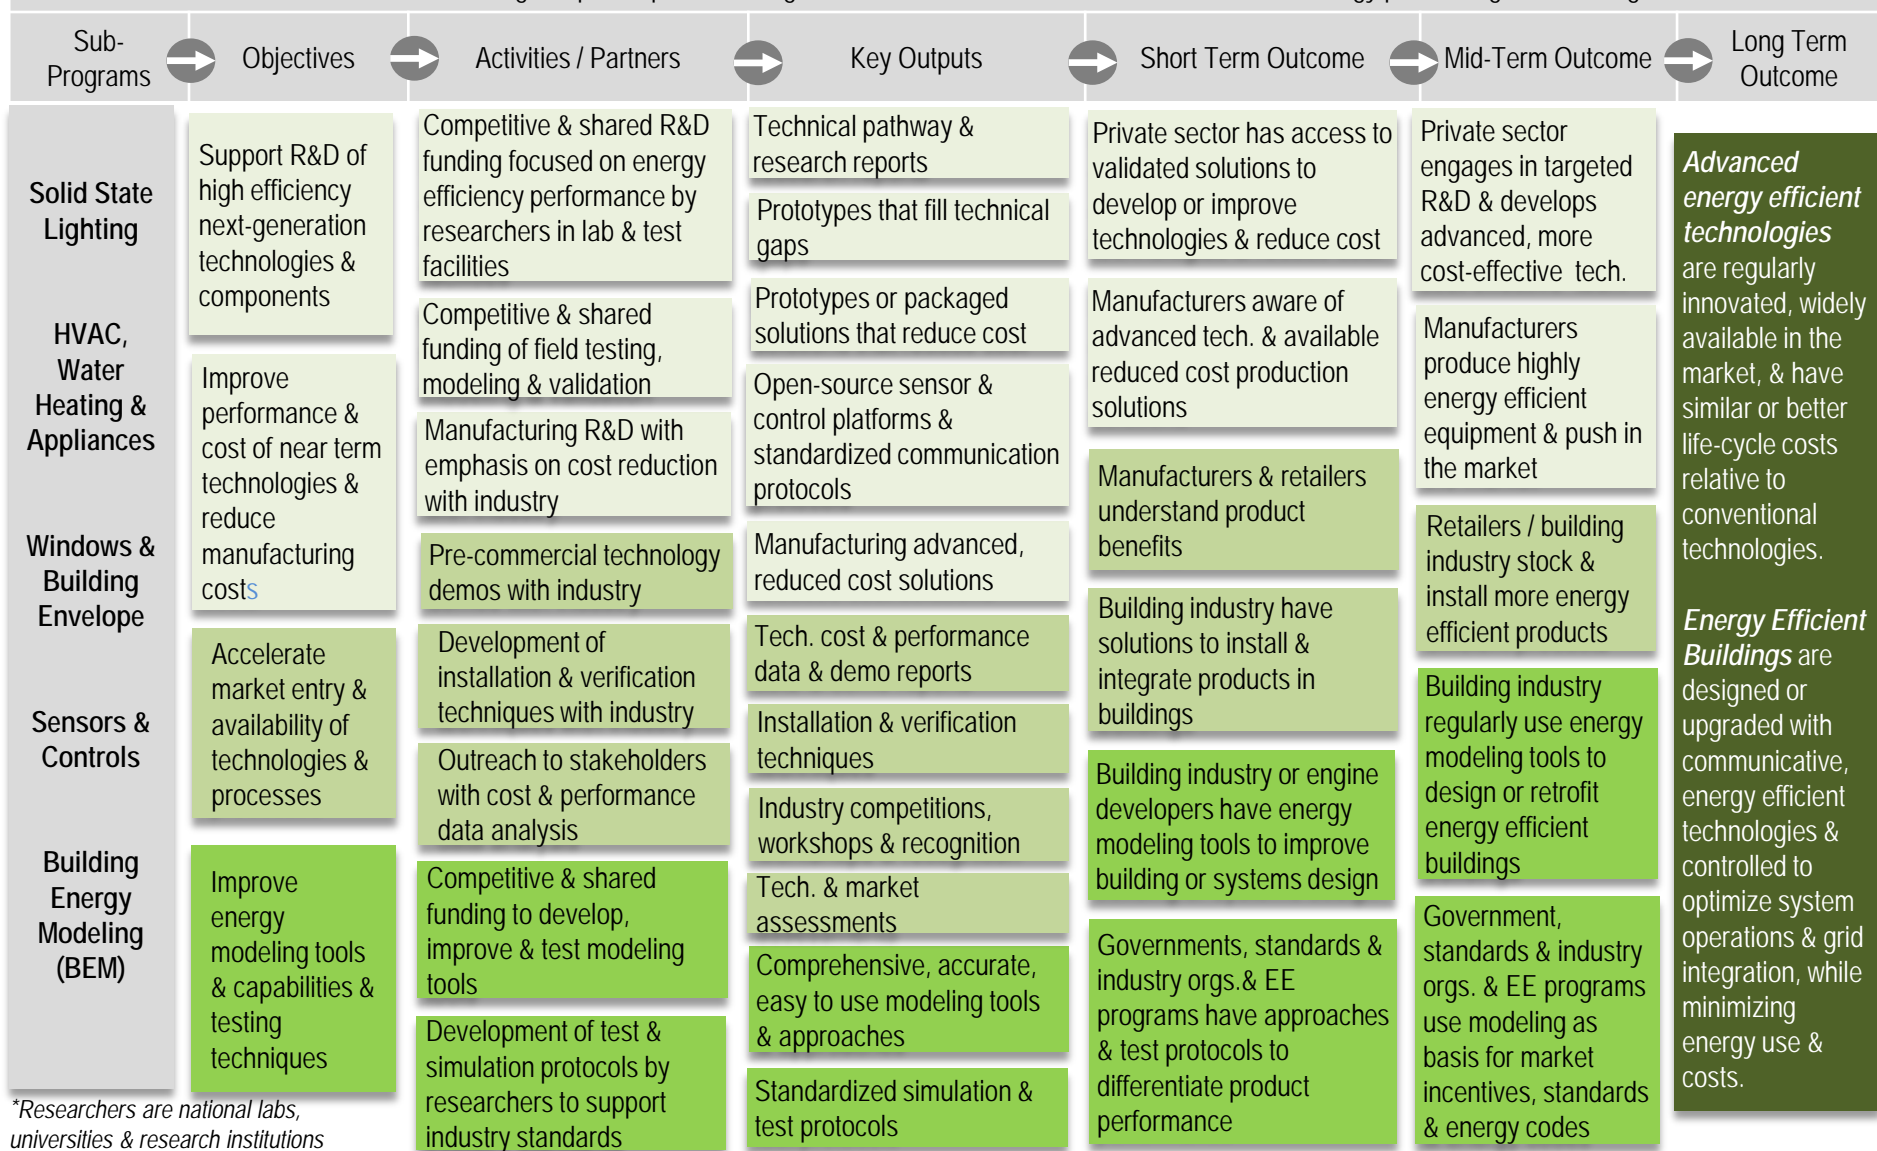 Sub-
Programs
Objectives
Activities / Partners
Key Outputs
Short Term Outcome
Mid-Term Outcome
Long Term
Outcome
Solid State
Lighting
HVAC,
Water
Heating &
Appliances
Windows &
Building
Envelope
Sensors &
Controls
Building
Energy
Modeling
(BEM)
Support R&D of
high efficiency
next-generation
technologies &
components
Improve
performance &
cost of near term
technologies &
reduce
manufacturing
costs
Accelerate
market entry &
availability of
technologies &
processes
Improve
energy
modeling tools
& capabilities &
testing
techniques
Competitive & shared R&D
funding focused on energy
efficiency performance by
researchers in lab & test
facilities
Competitive & shared
funding of field testing,
modeling & validation
Manufacturing R&D with
emphasis on cost reduction
with industry
Pre-commercial technology
demos with industry
Development of
installation & verification
techniques with industry
Outreach to stakeholders
with cost & performance
data analysis
Competitive & shared
funding to develop,
improve & test modeling
tools
Development of test &
simulation protocols by
researchers to support
industry standards
Technical pathway &
research reports
Prototypes that fill technical
gaps
Prototypes or packaged
solutions that reduce cost
Open-source sensor &
control platforms &
standardized communication
protocols
Manufacturing advanced,
reduced cost solutions
Tech. cost & performance
data & demo reports
Installation & verification
techniques
Industry competitions,
workshops & recognition
Tech. & market
assessments
Comprehensive, accurate,
easy to use modeling tools
& approaches
Standardized simulation &
test protocols
Private sector has access to
validated solutions to
develop or improve
technologies & reduce cost
Manufacturers aware of
advanced tech. & available
reduced cost production
solutions
Manufacturers & retailers
understand product
benefits
Building industry have
solutions to install &
integrate products in
buildings
Building industry or engine
developers have energy
modeling tools to improve
building or systems design
Governments, standards &
industry orgs.& EE
programs have approaches
& test protocols to
differentiate product
performance
Private sector
engages in targeted
R&D & develops
advanced, more
cost-effective tech.
Manufacturers
produce highly
energy efficient
equipment & push in
the market
Retailers / building
industry stock &
install more energy
efficient products
Building industry
regularly use energy
modeling tools to
design or retrofit
energy efficient
buildings
Government,
standards & industry
orgs. & EE programs
use modeling as
basis for market
incentives, standards
& energy codes
Advanced
energy efficient
technologies
are regularly
innovated, widely
available in the
market, & have
similar or better
life-cycle costs
relative to
conventional
technologies.
Energy Efficient
Buildings are
designed or
upgraded with
communicative,
energy efficient
technologies &
controlled to
optimize system
operations & grid
integration, while
minimizing
energy use &
costs.
*Researchers are national labs,
universities & research institutions